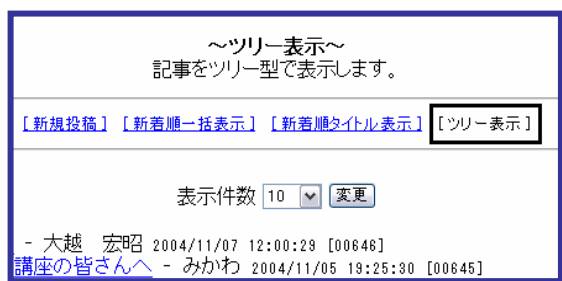 ～ツリー表示～
記事をツリー型で表示します。
[新規投稿] [新着順一括表示] [新着順タイトル表示] [ツリー表示]
表示件数 10 変更
- 大越　宏昭 2004/11/07 12:00:29 [00646]
講座の皆さんへ - みかわ 2004/11/05 19:25:30 [00645]